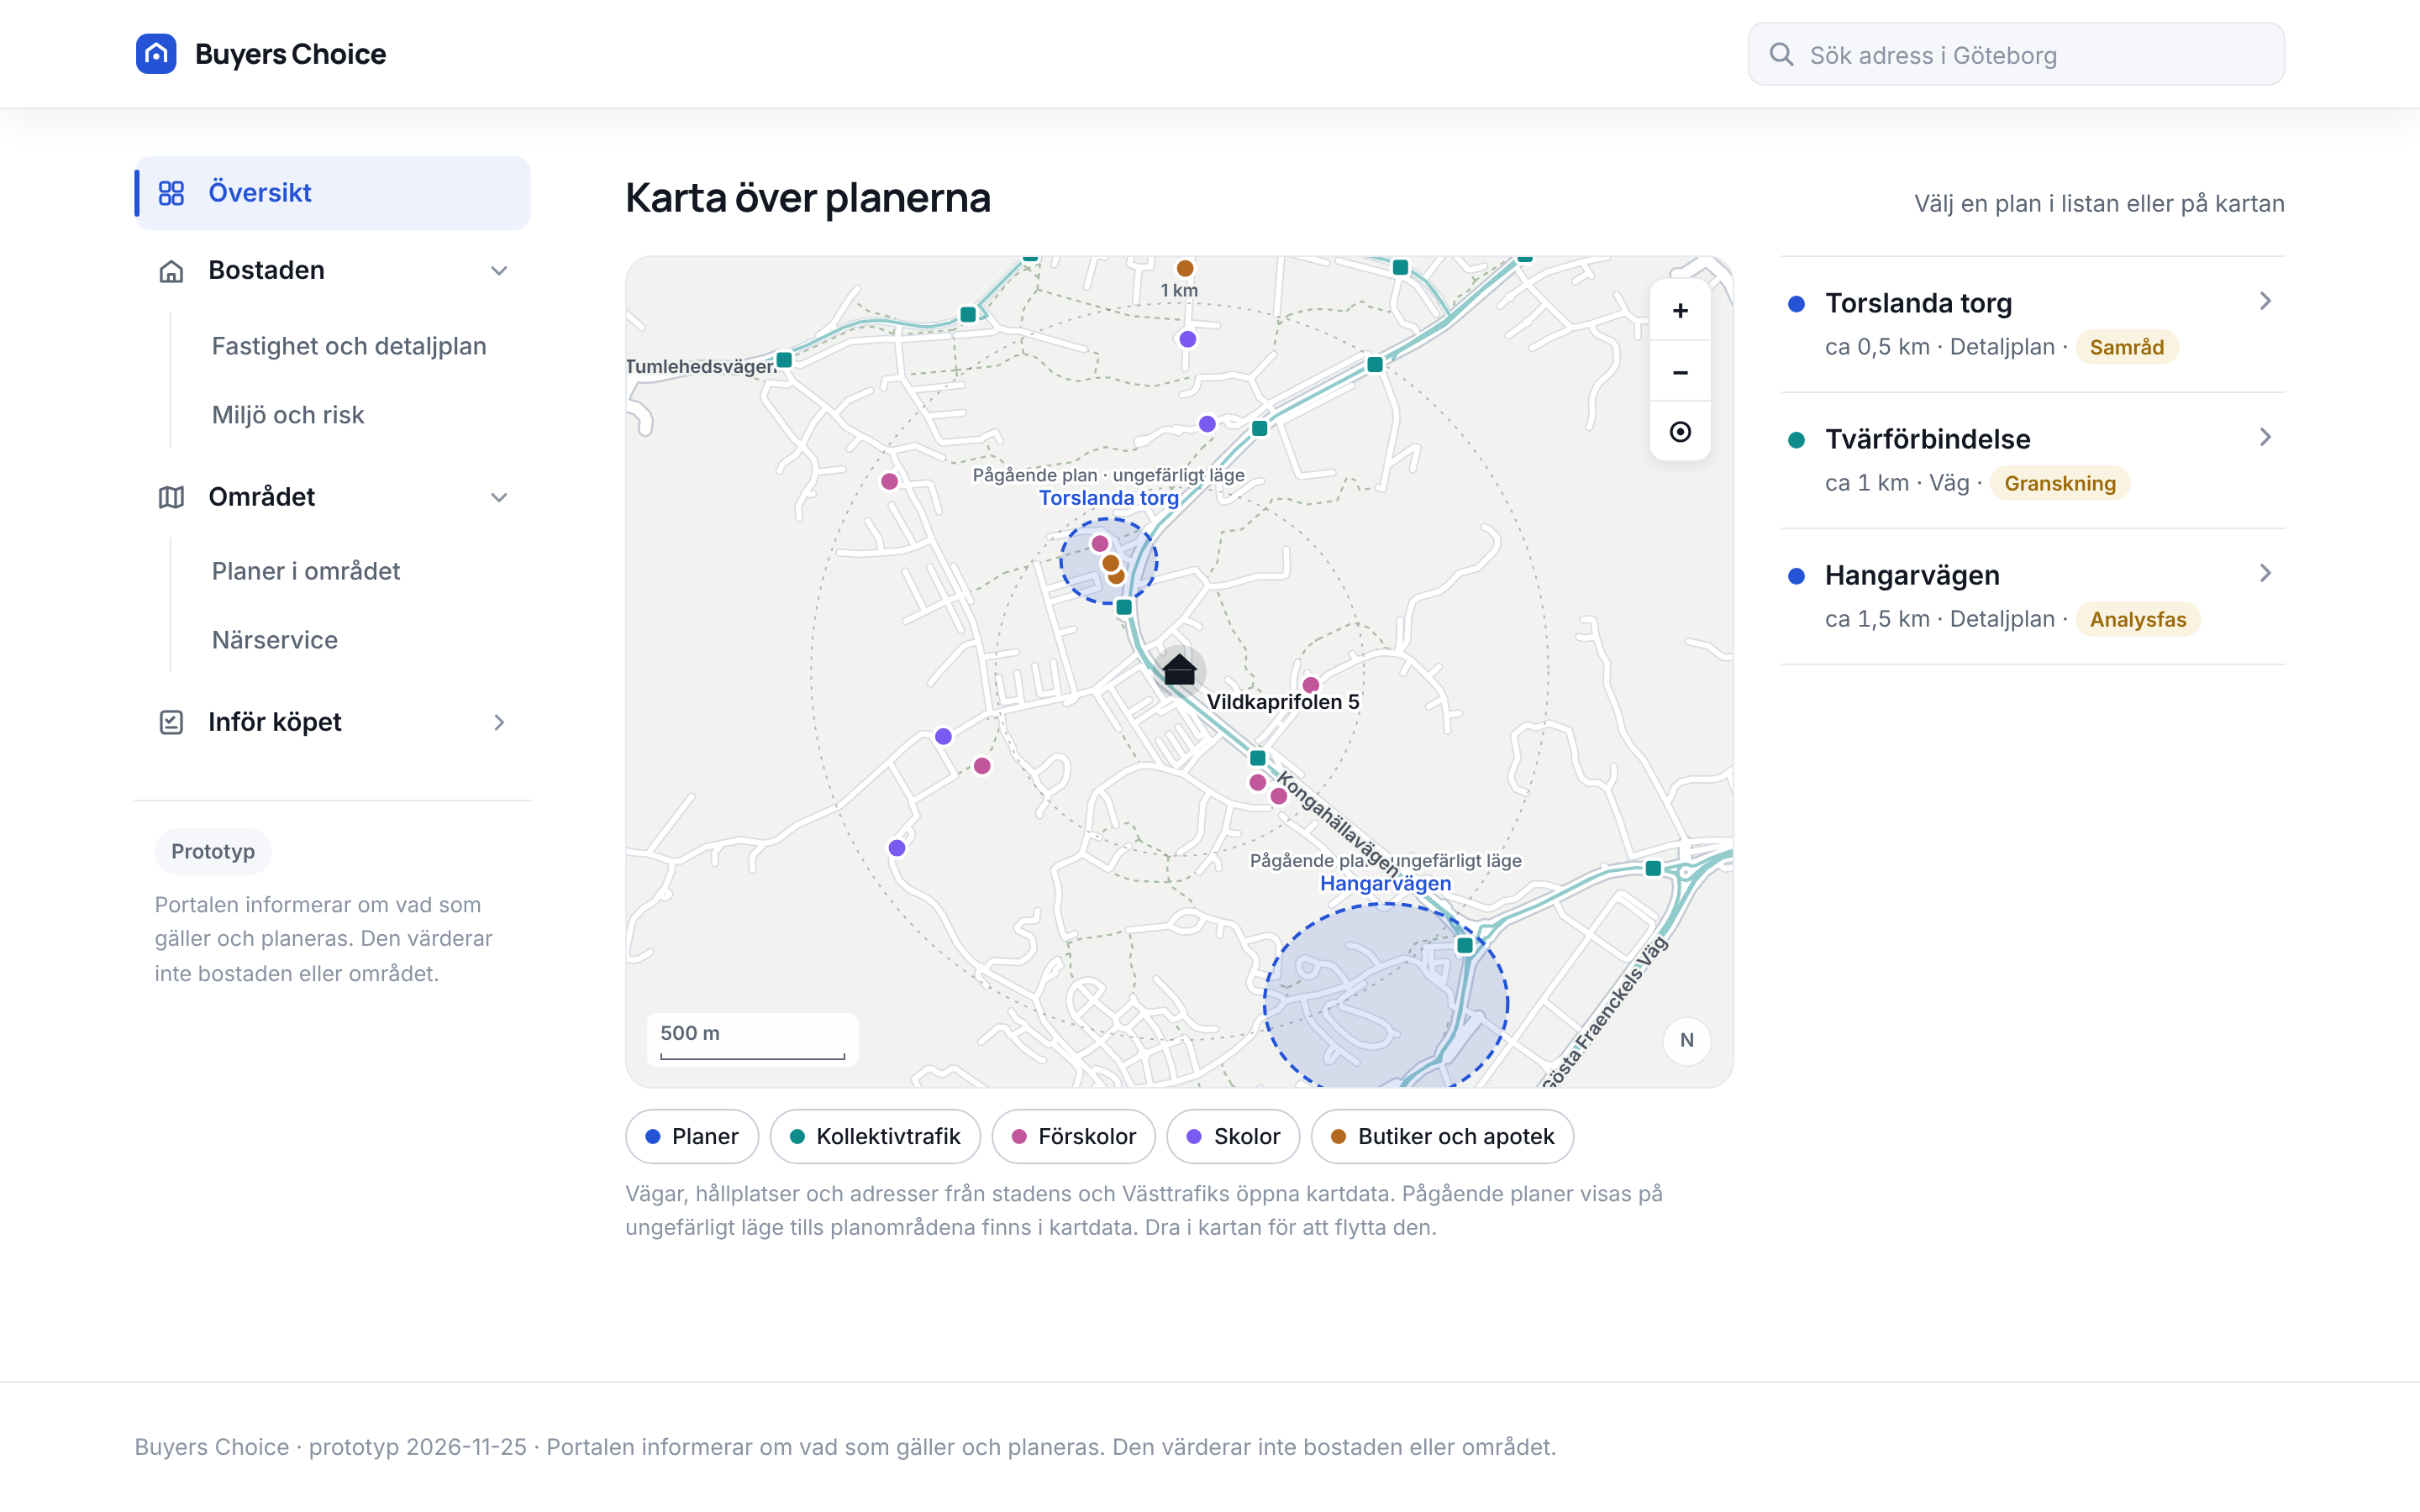 Buyers Choice
Sök adress i Göteborg
Översikt
Bostaden
Fastighet och detaljplan
Miljö och risk
Området
Planer i området
Närservice
Inför köpet
Prototyp
Portalen informerar om vad som
gäller och planeras. Den värderar
inte bostaden eller området.
Karta över planerna
Välj en plan i listan eller på kartan
1 km
Tumlehedsvägen
Pågående plan · ungefärligt läge
Torslanda torg
Vildkaprifolen 5
Kongahällavägen
Pågående pla ungefärligt läge
Hangarvägen
Gösta Fraenckels Väg
500 m
N
+
−
Torslanda torg
ca 0,5 km · Detaljplan · Samråd
Tvärförbindelse
ca 1 km · Väg · Granskning
Hangarvägen
ca 1,5 km · Detaljplan · Analysfas
Planer
Kollektivtrafik
Förskolor
Skolor
Butiker och apotek
Vägar, hållplatser och adresser från stadens och Västtrafiks öppna kartdata. Pågående planer visas på
ungefärligt läge tills planområdena finns i kartdata. Dra i kartan för att flytta den.
Buyers Choice · prototyp 2026-11-25 · Portalen informerar om vad som gäller och planeras. Den värderar inte bostaden eller området.